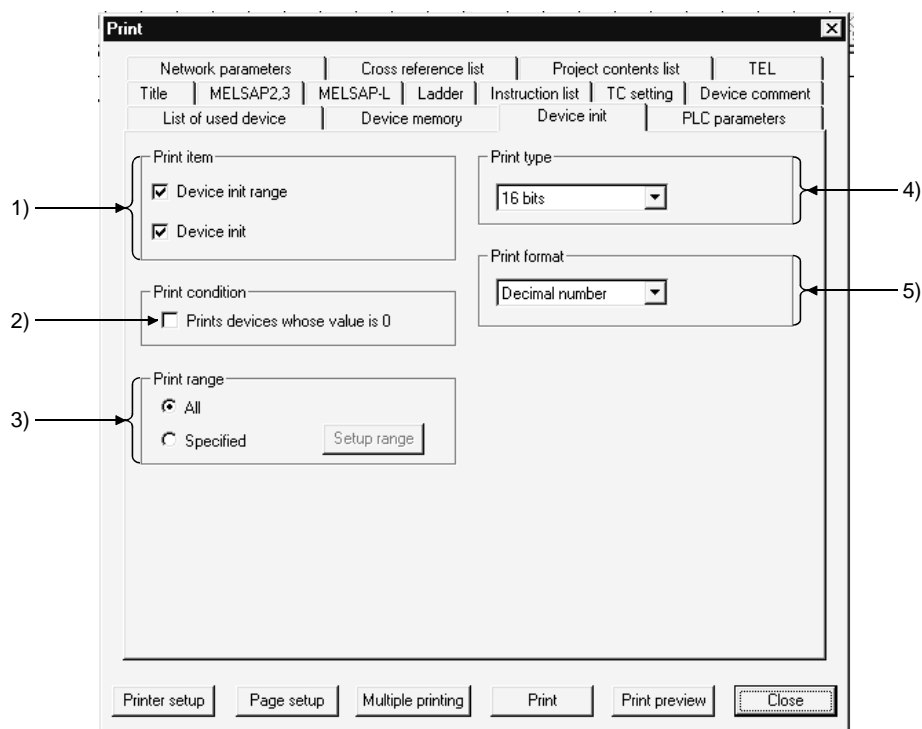 Print
Network parameters Cross reference list Project contents list TEL
Title MELSAP2,3 MELSAP-L Ladder Instruction list TC setting Device comment
List of used device Device memory Device init PLC parameters
Print item
Device init range
Device init
1)
Print type
16 bits
4)
Print condition
2)
Prints devices whose value is 0
Print format
Decimal number
5)
Print range
All
3)
Specified
Setup range
Printer setup Page setup Multiple printing Print Print preview Close